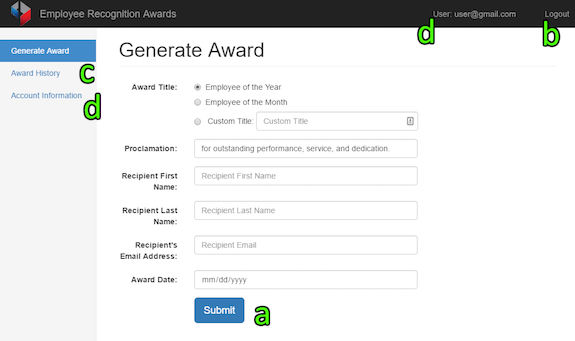 Employee Recognition Awards
User: user@gmail.com
Logout
d
b
Generate Award
Award History
c
Account Information
d
Generate Award
Award Title:
Employee of the Year
Employee of the Month
Custom Title: Custom Title
Proclamation: for outstanding performance, service, and dedication.
Recipient First Name: Recipient First Name
Recipient Last Name: Recipient Last Name
Recipient's Email Address: Recipient Email
Award Date: mm/dd/yyyy
Submit
a